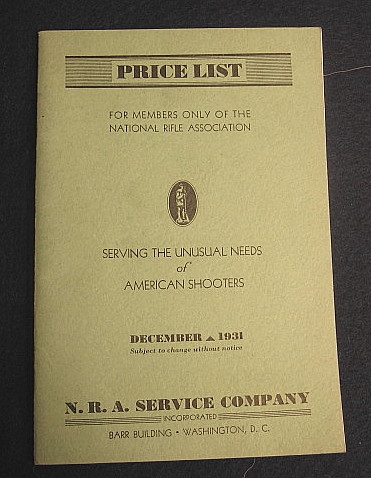 PRICE LIST
FOR MEMBERS ONLY OF THE
NATIONAL RIFLE ASSOCIATION
SERVING THE UNUSUAL NEEDS
of
AMERICAN SHOOTERS
DECEMBER ▲ 1931
Subject to change without notice
N. R. A. SERVICE COMPANY
INCORPORATED
BARR BUILDING • WASHINGTON, D. C.